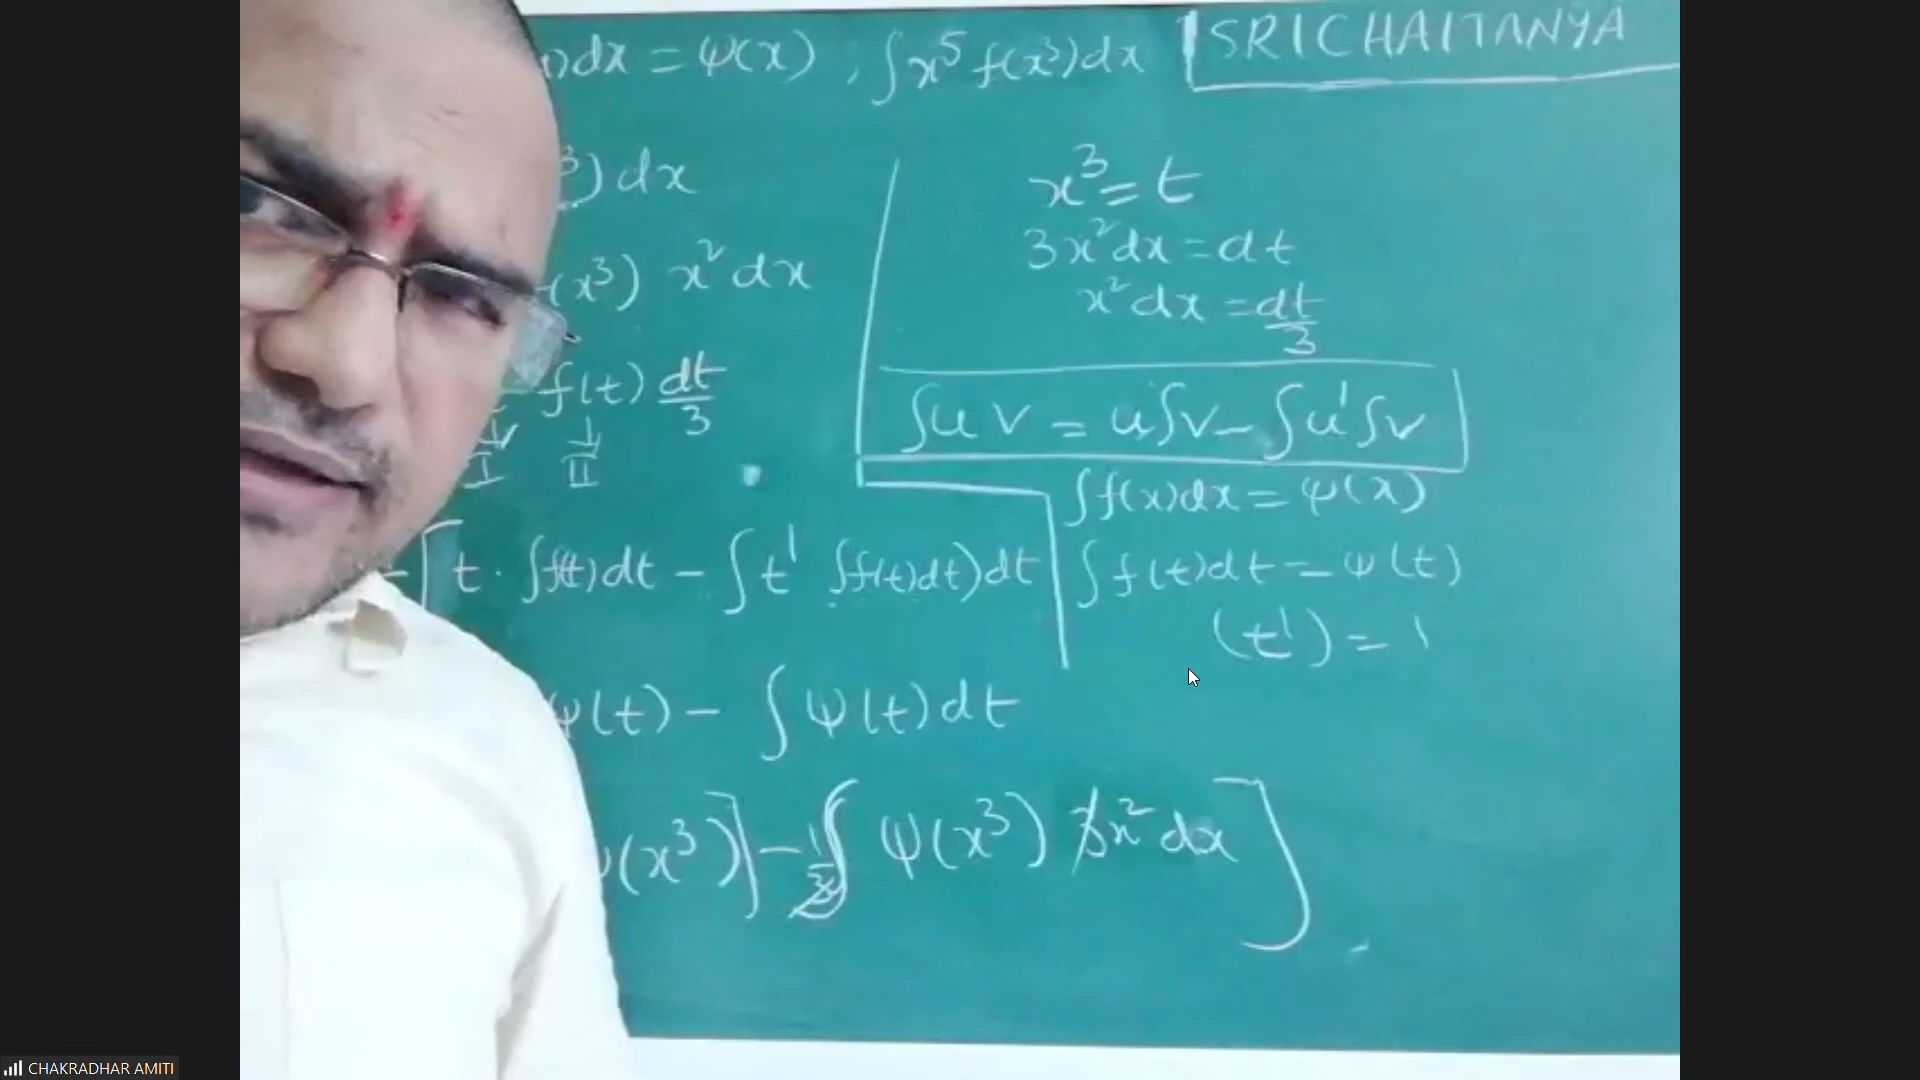 )dx = ψ(x) , ∫x⁵ f(x³)dx
SRICHAITANYA
³) dx
(x³) x² dx
f(t) dt/3
I II
[t · ∫f(t)dt − ∫t' ∫f(t)dt)dt
ψ(t) − ∫ψ(t)dt
ψ(x³)] − 1/3 ∫ ψ(x³) 3x² dx]
x³ = t
3x²dx = dt
x²dx = dt/3
∫u v = u∫v − ∫u'∫v
∫f(x)dx = ψ(x)
∫f(t)dt = ψ(t)
(t') = 1
CHAKRADHAR AMITI